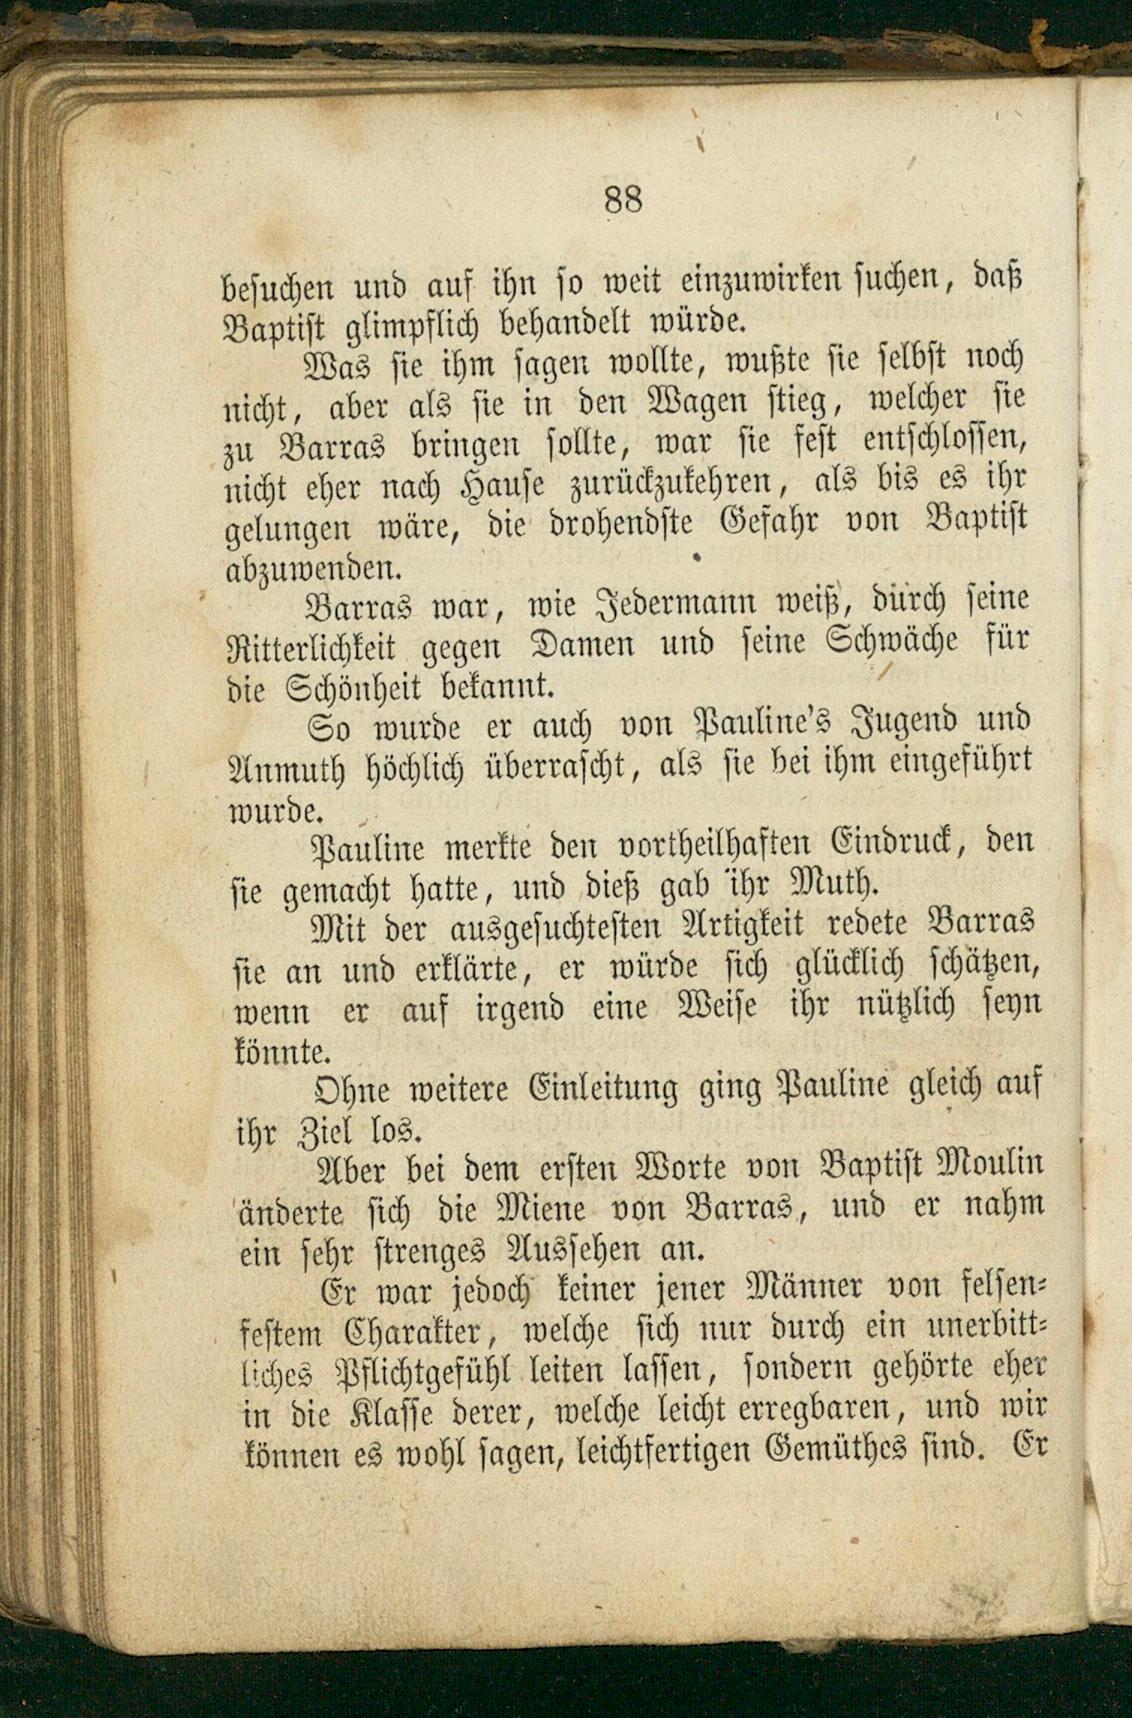 88
besuchen und auf ihn so weit einzuwirken suchen, daß
Baptist glimpflich behandelt würde.
Was sie ihm sagen wollte, wußte sie selbst noch
nicht, aber als sie in den Wagen stieg, welcher sie
zu Barras bringen sollte, war sie fest entschlossen,
nicht eher nach Hause zurückzukehren, als bis es ihr
gelungen wäre, die drohendste Gefahr von Baptist
abzuwenden.
Barras war, wie Jedermann weiß, durch seine
Ritterlichkeit gegen Damen und seine Schwäche für
die Schönheit bekannt.
So wurde er auch von Pauline's Jugend und
Anmuth höchlich überrascht, als sie bei ihm eingeführt
wurde.
Pauline merkte den vortheilhaften Eindruck, den
sie gemacht hatte, und dieß gab ihr Muth.
Mit der ausgesuchtesten Artigkeit redete Barras
sie an und erklärte, er würde sich glücklich schätzen,
wenn er auf irgend eine Weise ihr nützlich seyn
könnte.
Ohne weitere Einleitung ging Pauline gleich auf
ihr Ziel los.
Aber bei dem ersten Worte von Baptist Moulin
änderte sich die Miene von Barras, und er nahm
ein sehr strenges Aussehen an.
Er war jedoch keiner jener Männer von felsen-
festem Charakter, welche sich nur durch ein unerbitt-
liches Pflichtgefühl leiten lassen, sondern gehörte eher
in die Klasse derer, welche leicht erregbaren, und wir
können es wohl sagen, leichtfertigen Gemüthes sind. Er